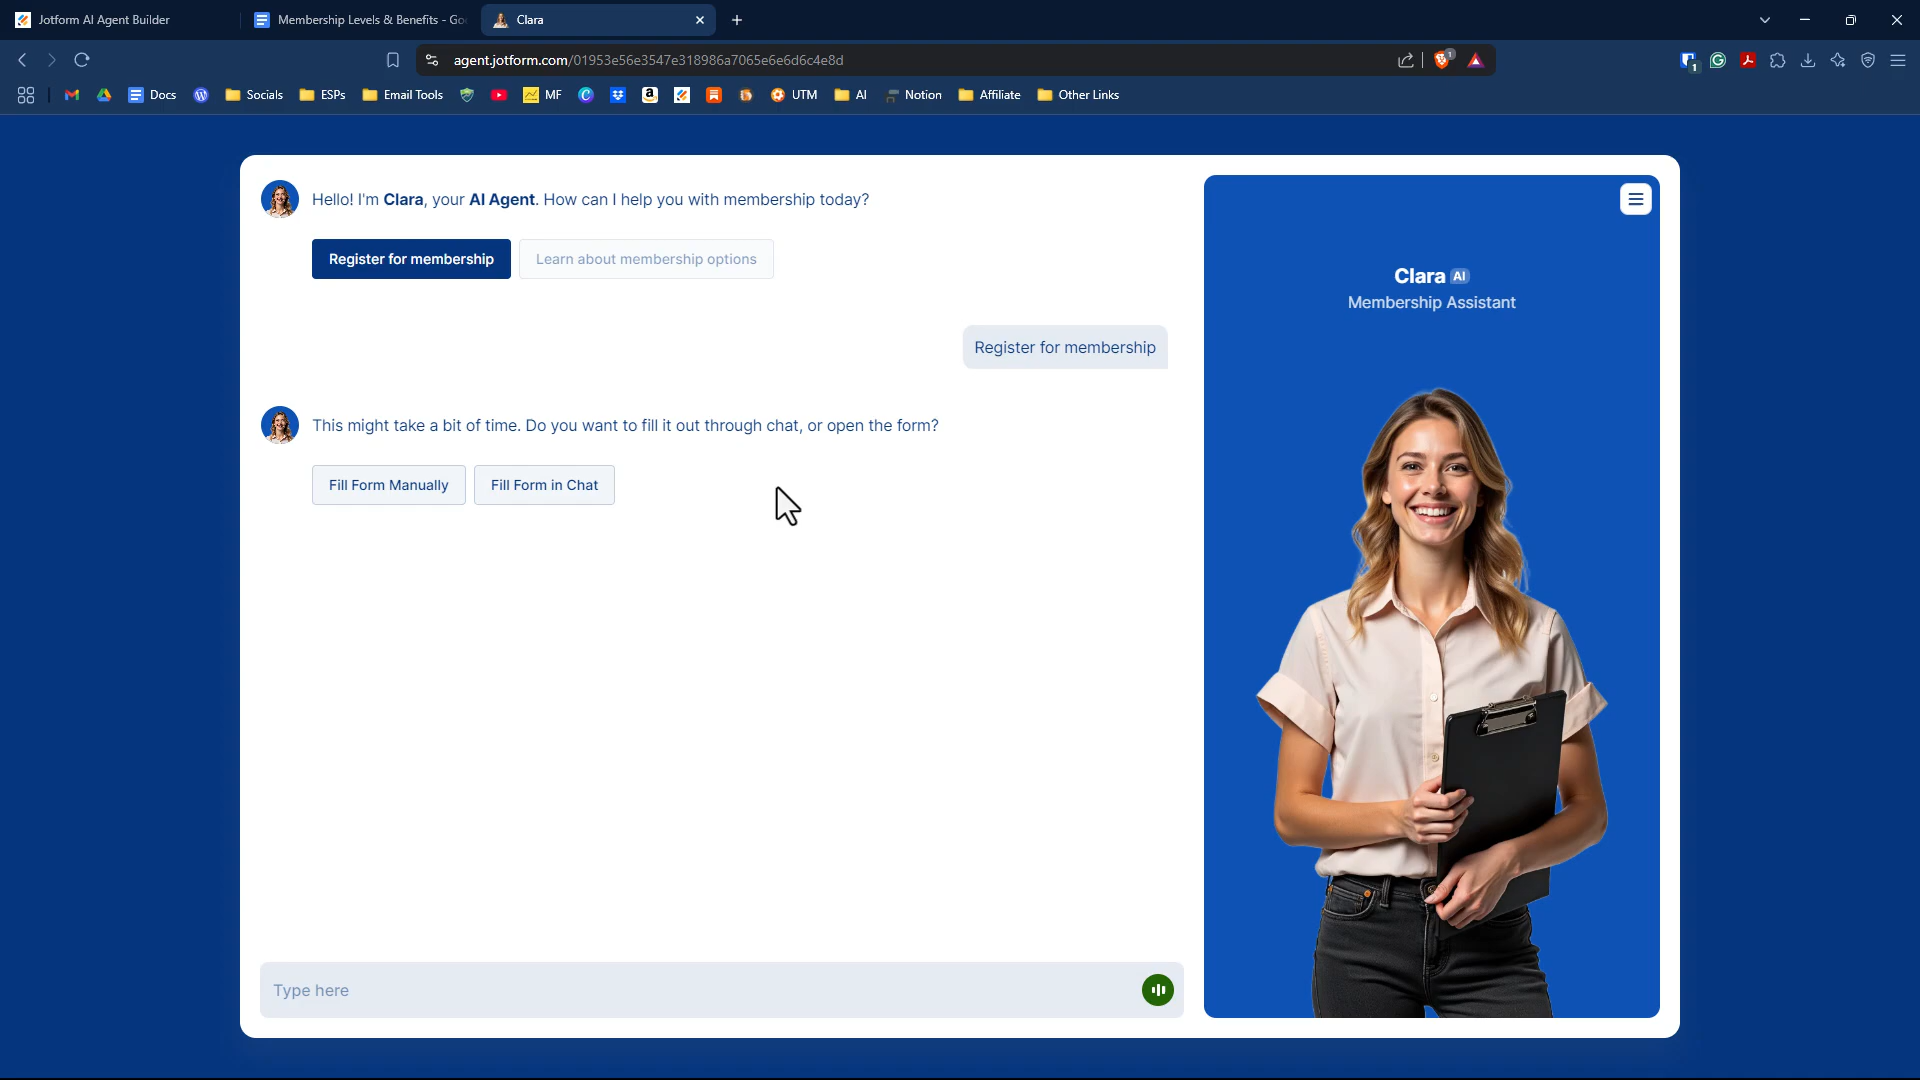 Jotform AI Agent Builder
Membership Levels & Benefits - Go
Clara
agent.jotform.com/01953e56e3547e318986a7065e6e6d6c4e8d
1
1
Docs
Socials
ESPs
Email Tools
MF
UTM
AI
Notion
Affiliate
Other Links
Hello! I'm Clara, your AI Agent. How can I help you with membership today?
Register for membership
Learn about membership options
Register for membership
This might take a bit of time. Do you want to fill it out through chat, or open the form?
Fill Form Manually
Fill Form in Chat
Type here
Clara AI
Membership Assistant